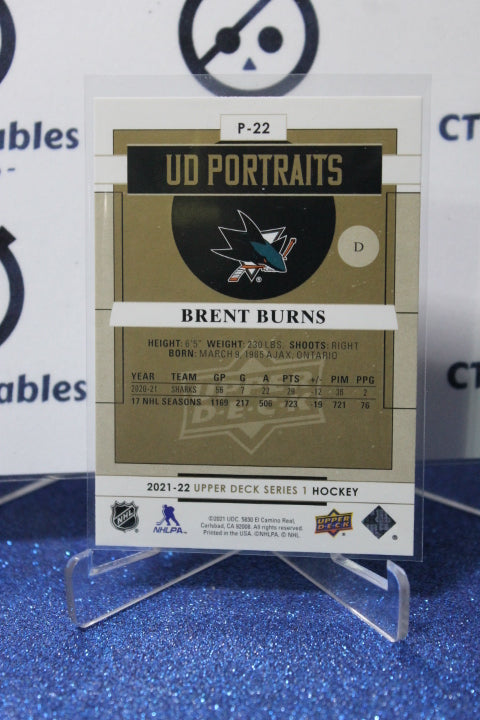 P-22
UD PORTRAITS
D
BRENT BURNS
HEIGHT: 6'5" WEIGHT: 230 LBS. SHOOTS: RIGHT
BORN: MARCH 9, 1985 AJAX, ONTARIO
YEAR TEAM GP G A PTS +/- PIM PPG
2020-21 SHARKS 56 7 22 29 -12 36 2
17 NHL SEASONS 1169 217 506 723 -19 721 76
UPPER DECK
2021-22 UPPER DECK SERIES 1 HOCKEY
NHL
NHLPA
©2021 UDC. 5830 El Camino Real,
Carlsbad, CA 92008. All rights reserved.
Printed in the USA. ©NHLPA. © NHL
UPPER DECK
ables
CT
ables
CT